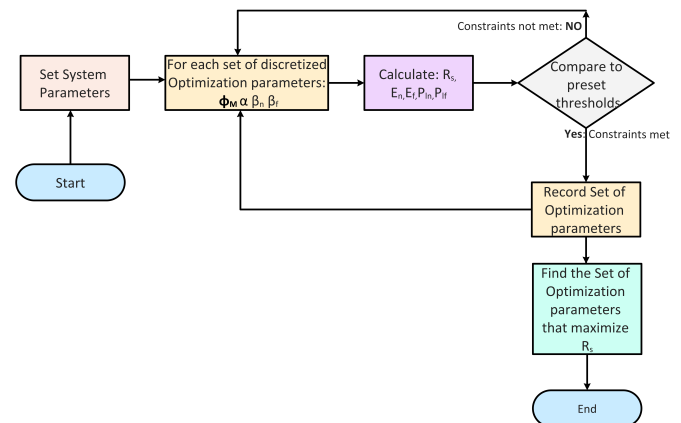 Start
Set System
Parameters
For each set of discretized
Optimization parameters:
ϕM α βn βf
Calculate: Rs,
En,Ef,PIn,PIf
Compare to
preset
thresholds
Constraints not met: NO
Yes: Constraints met
Record Set of
Optimization
parameters
Find the Set of
Optimization
parameters
that maximize
Rs
End